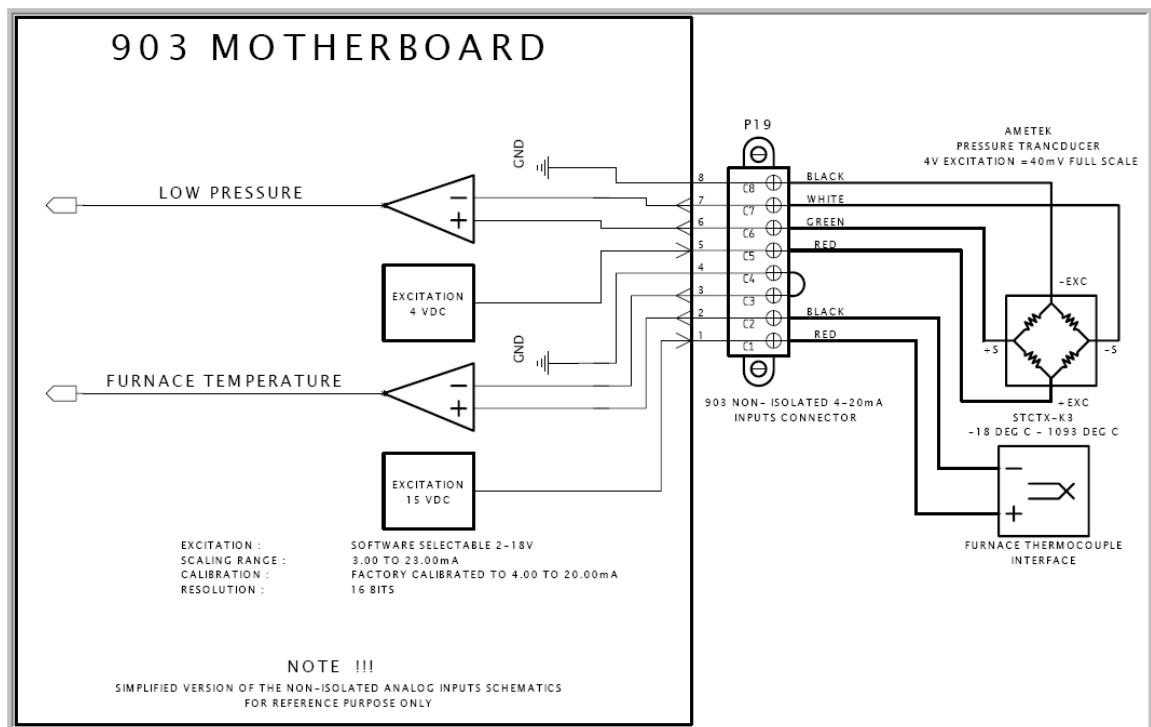 903 MOTHERBOARD
P19
AMETEK
PRESSURE TRANCDUCER
4V EXCITATION =40mV FULL SCALE
GND
LOW PRESSURE
8
C8
BLACK
7
C7
WHITE
6
C6
GREEN
5
C5
RED
4
C4
3
C3
2
C2
BLACK
1
C1
RED
EXCITATION
4 VDC
-EXC
+S
-S
+EXC
GND
FURNACE TEMPERATURE
903 NON- ISOLATED 4-20mA
INPUTS CONNECTOR
STCTX-K3
-18 DEG C - 1093 DEG C
EXCITATION
15 VDC
FURNACE THERMOCOUPLE
INTERFACE
EXCITATION : SOFTWARE SELECTABLE 2-18V
SCALING RANGE : 3.00 TO 23.00mA
CALIBRATION : FACTORY CALIBRATED TO 4.00 TO 20.00mA
RESOLUTION : 16 BITS
NOTE !!!
SIMPLIFIED VERSION OF THE NON-ISOLATED ANALOG INPUTS SCHEMATICS
FOR REFERENCE PURPOSE ONLY